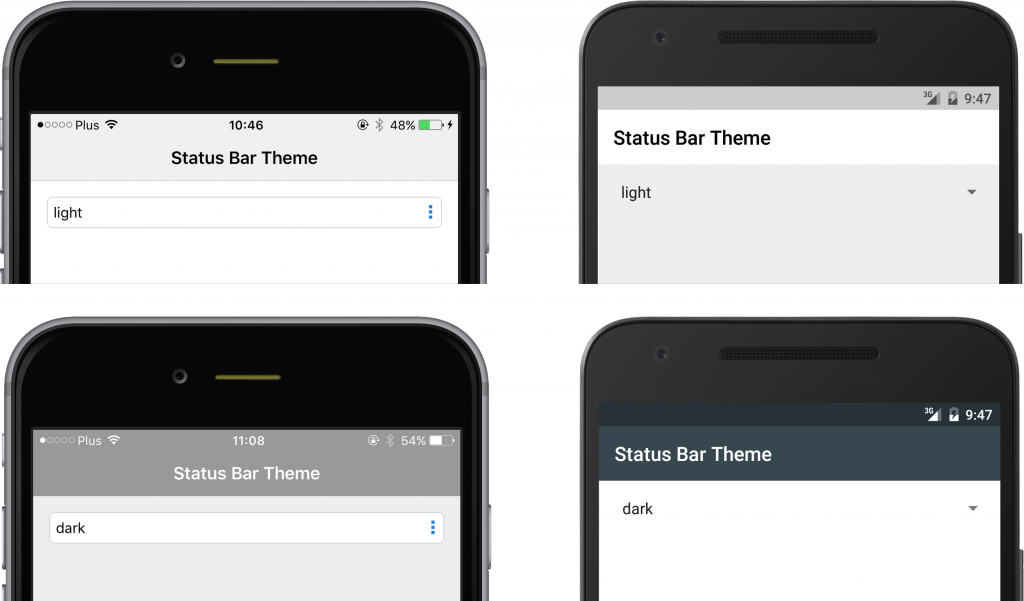 Plus 10:46 48%
Status Bar Theme
light
3G 9:47
Status Bar Theme
light
Plus 11:08 54%
Status Bar Theme
dark
3G 9:47
Status Bar Theme
dark